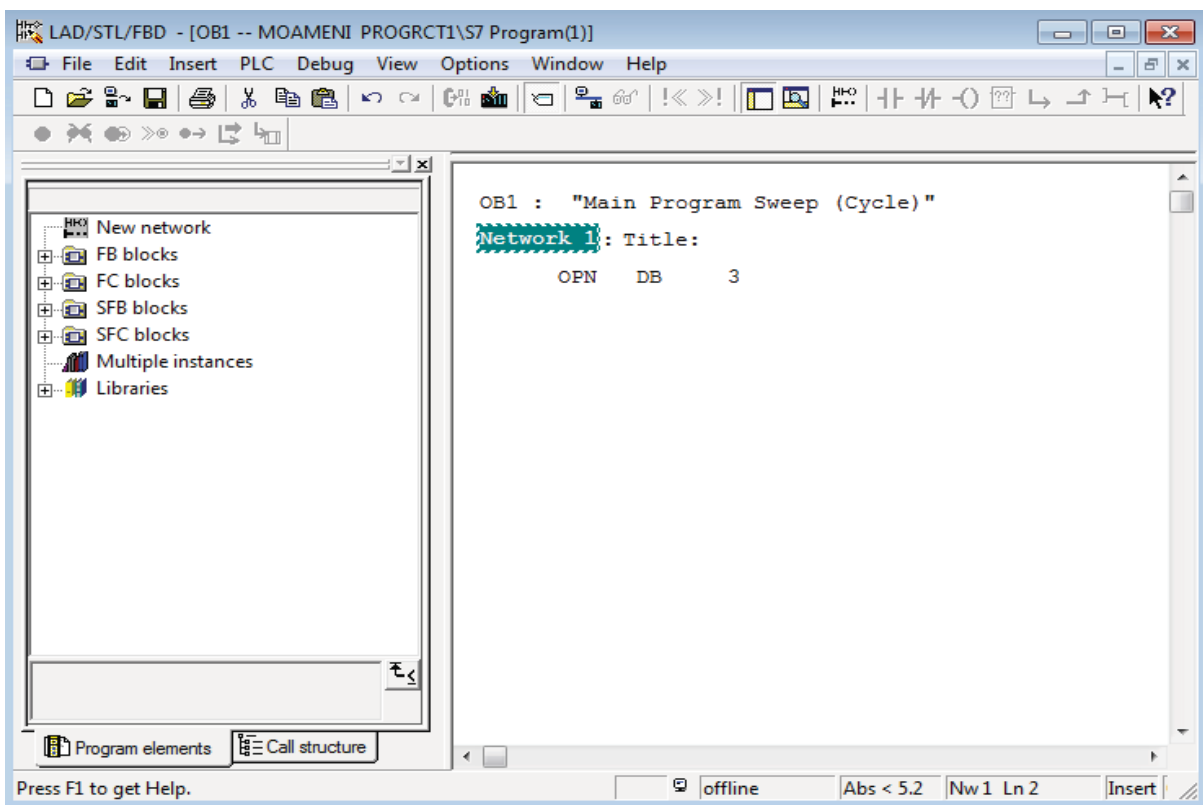 LAD/STL/FBD - [OB1 -- MOAMENI PROGRCT1\S7 Program(1)]
File Edit Insert PLC Debug View Options Window Help
New network
FB blocks
FC blocks
SFB blocks
SFC blocks
Multiple instances
Libraries
Program elements
Call structure
OB1 : "Main Program Sweep (Cycle)"
Network 1: Title:
OPN DB 3
Press F1 to get Help.
offline
Abs < 5.2
Nw 1 Ln 2
Insert